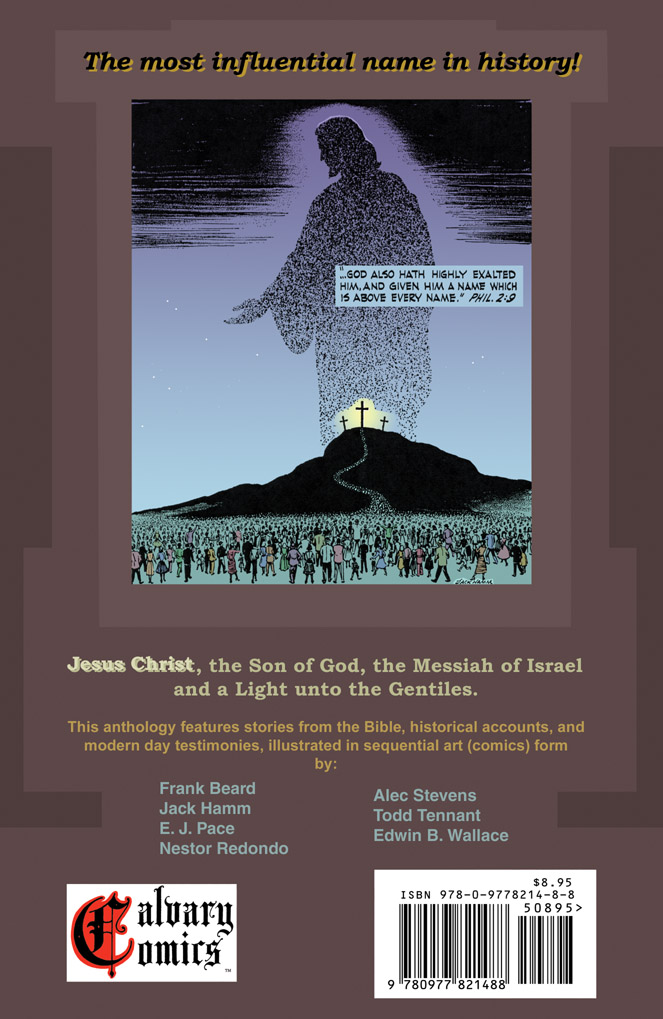 The most influential name in history!
"...GOD ALSO HATH HIGHLY EXALTED
HIM, AND GIVEN HIM A NAME WHICH
IS ABOVE EVERY NAME." PHIL. 2:9
JACK HAMM
Jesus Christ, the Son of God, the Messiah of Israel
and a Light unto the Gentiles.
This anthology features stories from the Bible, historical accounts, and
modern day testimonies, illustrated in sequential art (comics) form
by:
Frank Beard
Jack Hamm
E. J. Pace
Nestor Redondo
Alec Stevens
Todd Tennant
Edwin B. Wallace
Calvary
Comics™
$8.95
ISBN 978-0-9778214-8-8
50895>
9 780977 821488